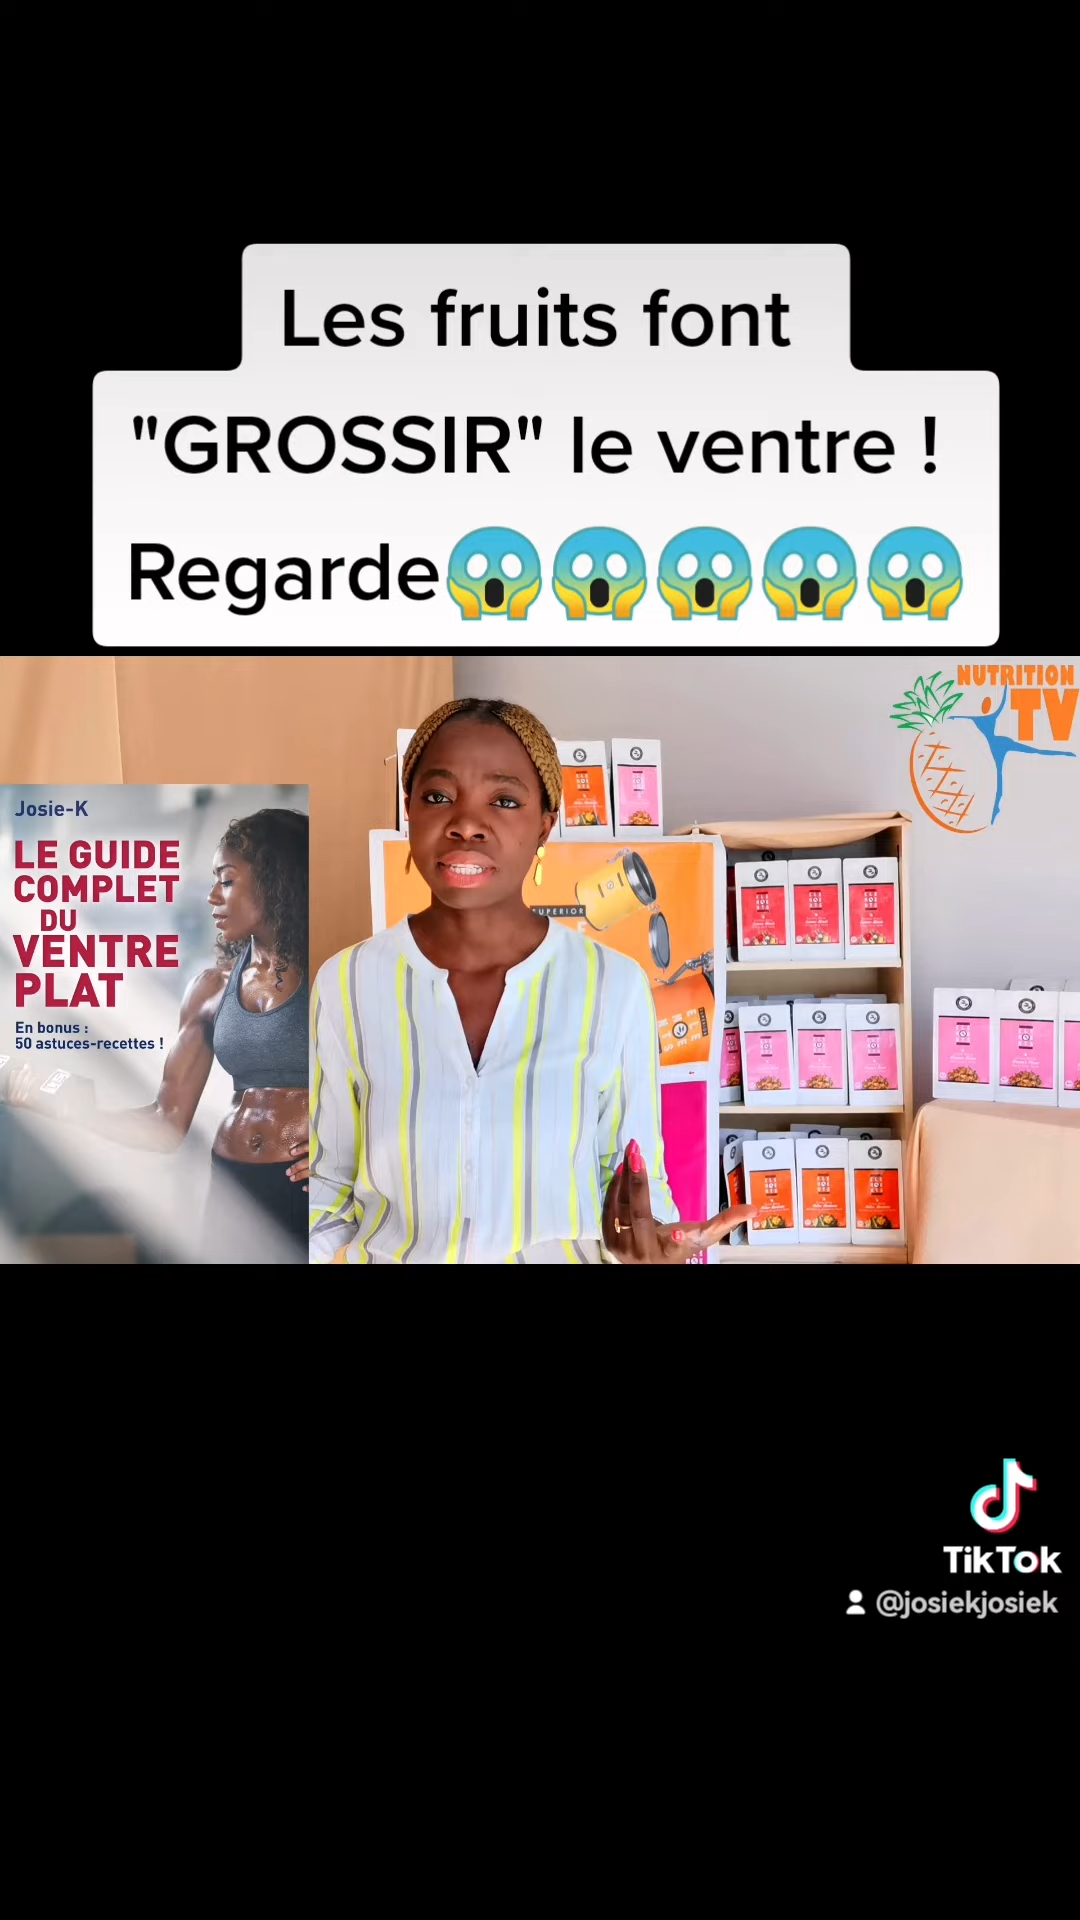 Les fruits font
"GROSSIR" le ventre !
Regarde😱😱😱😱😱
NUTRITION
TV
Josie-K
LE GUIDE
COMPLET
DU
VENTRE
PLAT
En bonus :
50 astuces-recettes !
SUPERIOR
TikTok
@josiekjosiek